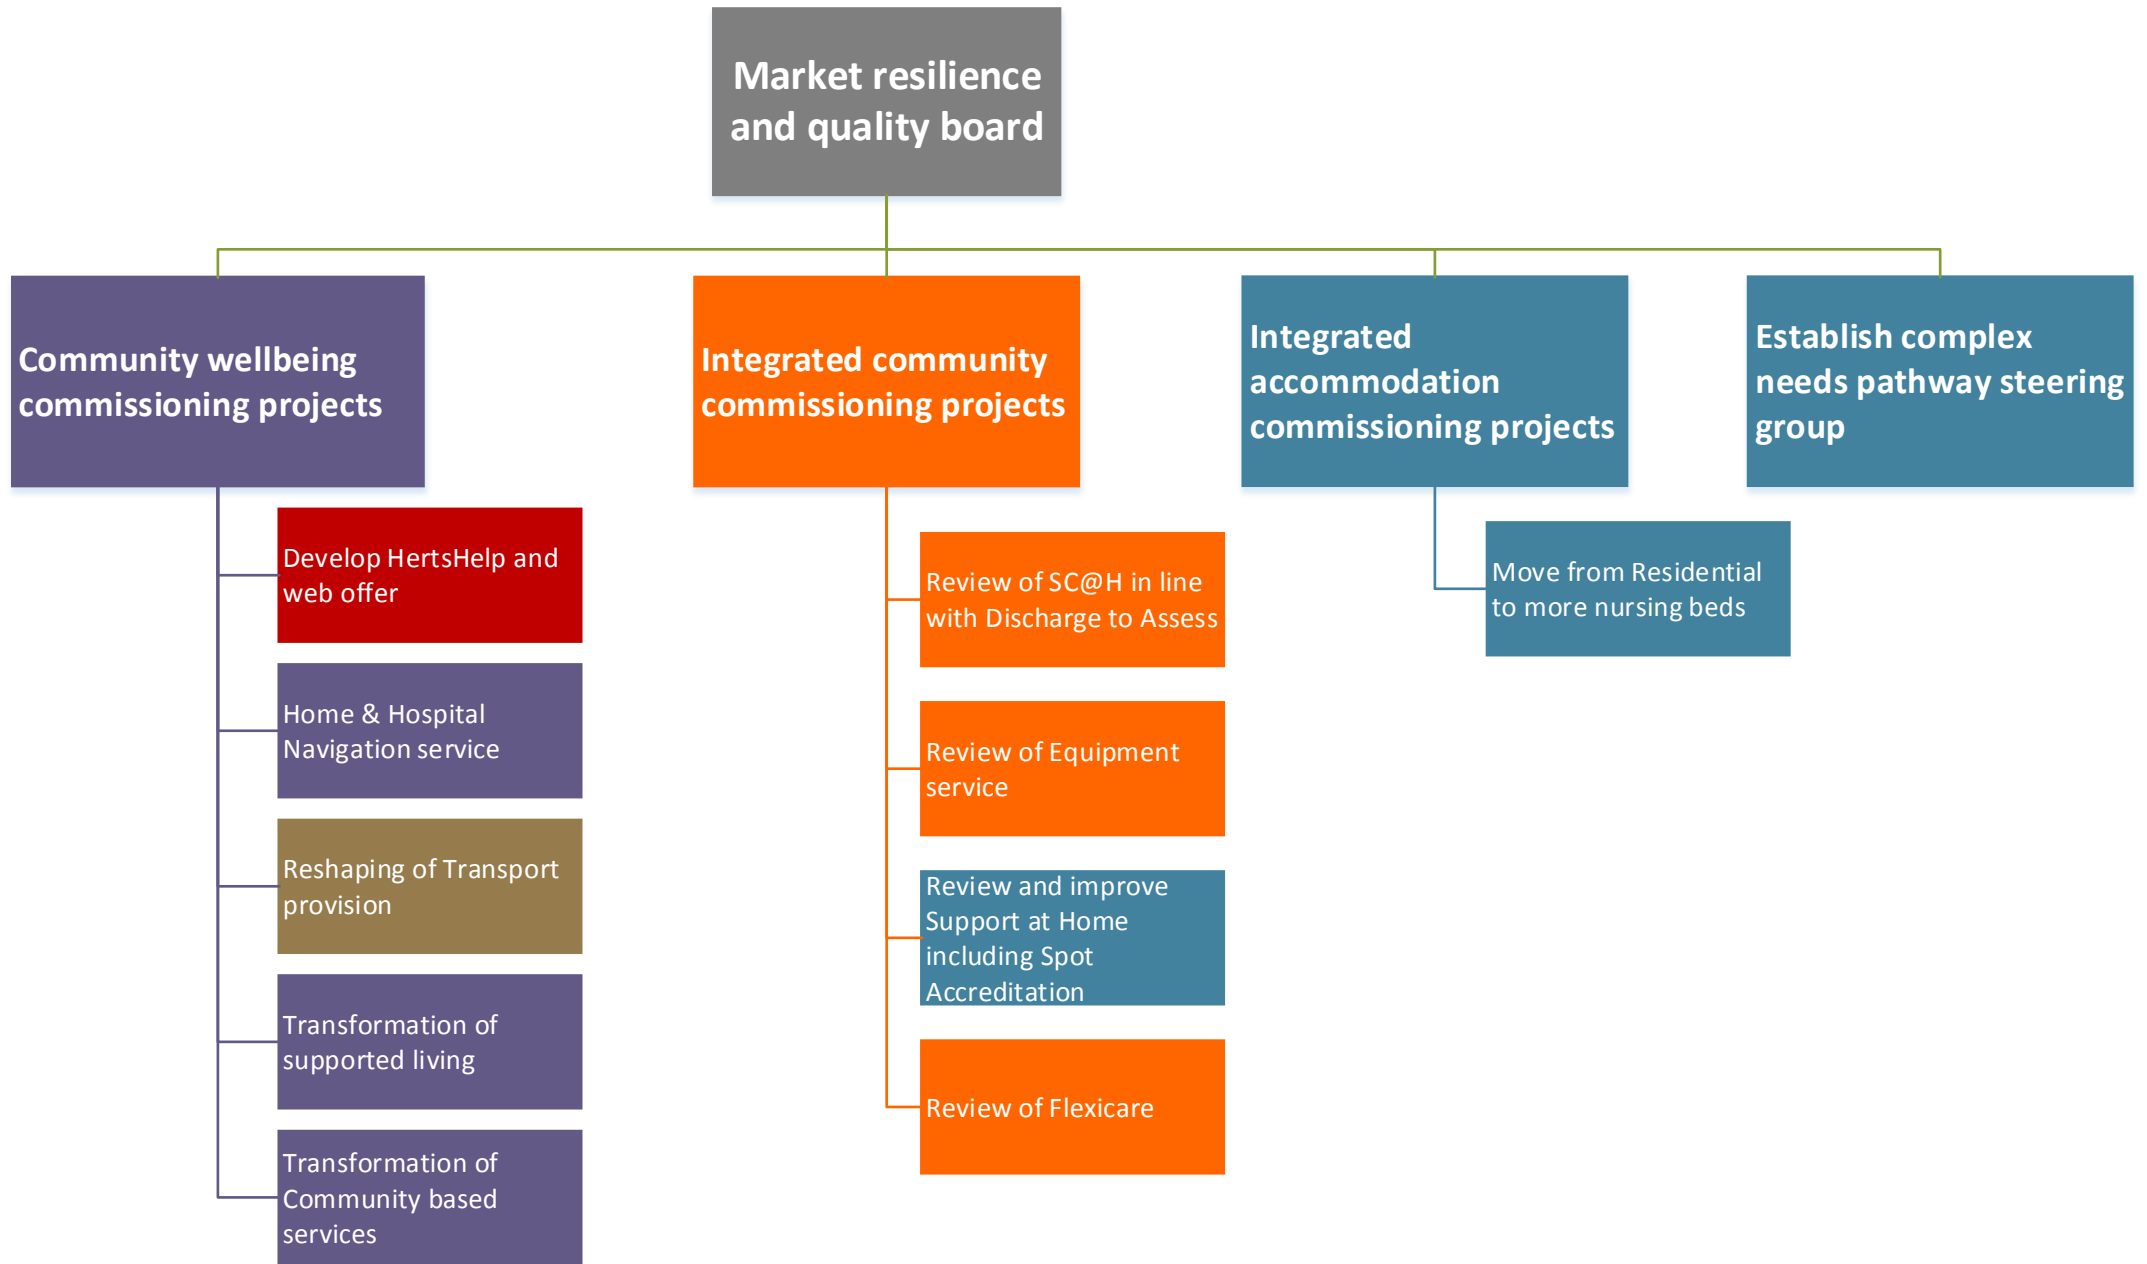 Market resilience
and quality board
Community wellbeing
commissioning projects
Integrated community
commissioning projects
Integrated
accommodation
commissioning projects
Establish complex
needs pathway steering
group
Develop HertsHelp and
web offer
Home & Hospital
Navigation service
Reshaping of Transport
provision
Transformation of
supported living
Transformation of
Community based
services
Review of SC@H in line
with Discharge to Assess
Review of Equipment
service
Review and improve
Support at Home
including Spot
Accreditation
Review of Flexicare
Move from Residential
to more nursing beds